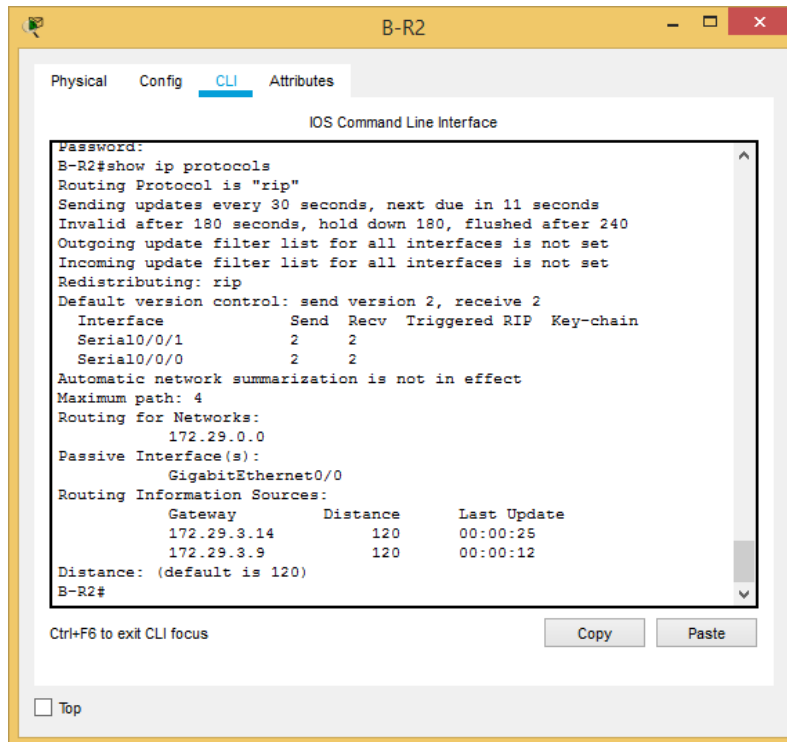 B-R2
Physical Config CLI Attributes
IOS Command Line Interface
Password:
B-R2#show ip protocols
Routing Protocol is "rip"
Sending updates every 30 seconds, next due in 11 seconds
Invalid after 180 seconds, hold down 180, flushed after 240
Outgoing update filter list for all interfaces is not set
Incoming update filter list for all interfaces is not set
Redistributing: rip
Default version control: send version 2, receive 2
Interface Send Recv Triggered RIP Key-chain
Serial0/0/1 2 2
Serial0/0/0 2 2
Automatic network summarization is not in effect
Maximum path: 4
Routing for Networks:
172.29.0.0
Passive Interface(s):
GigabitEthernet0/0
Routing Information Sources:
Gateway Distance Last Update
172.29.3.14 120 00:00:25
172.29.3.9 120 00:00:12
Distance: (default is 120)
B-R2#
Ctrl+F6 to exit CLI focus Copy Paste
Top